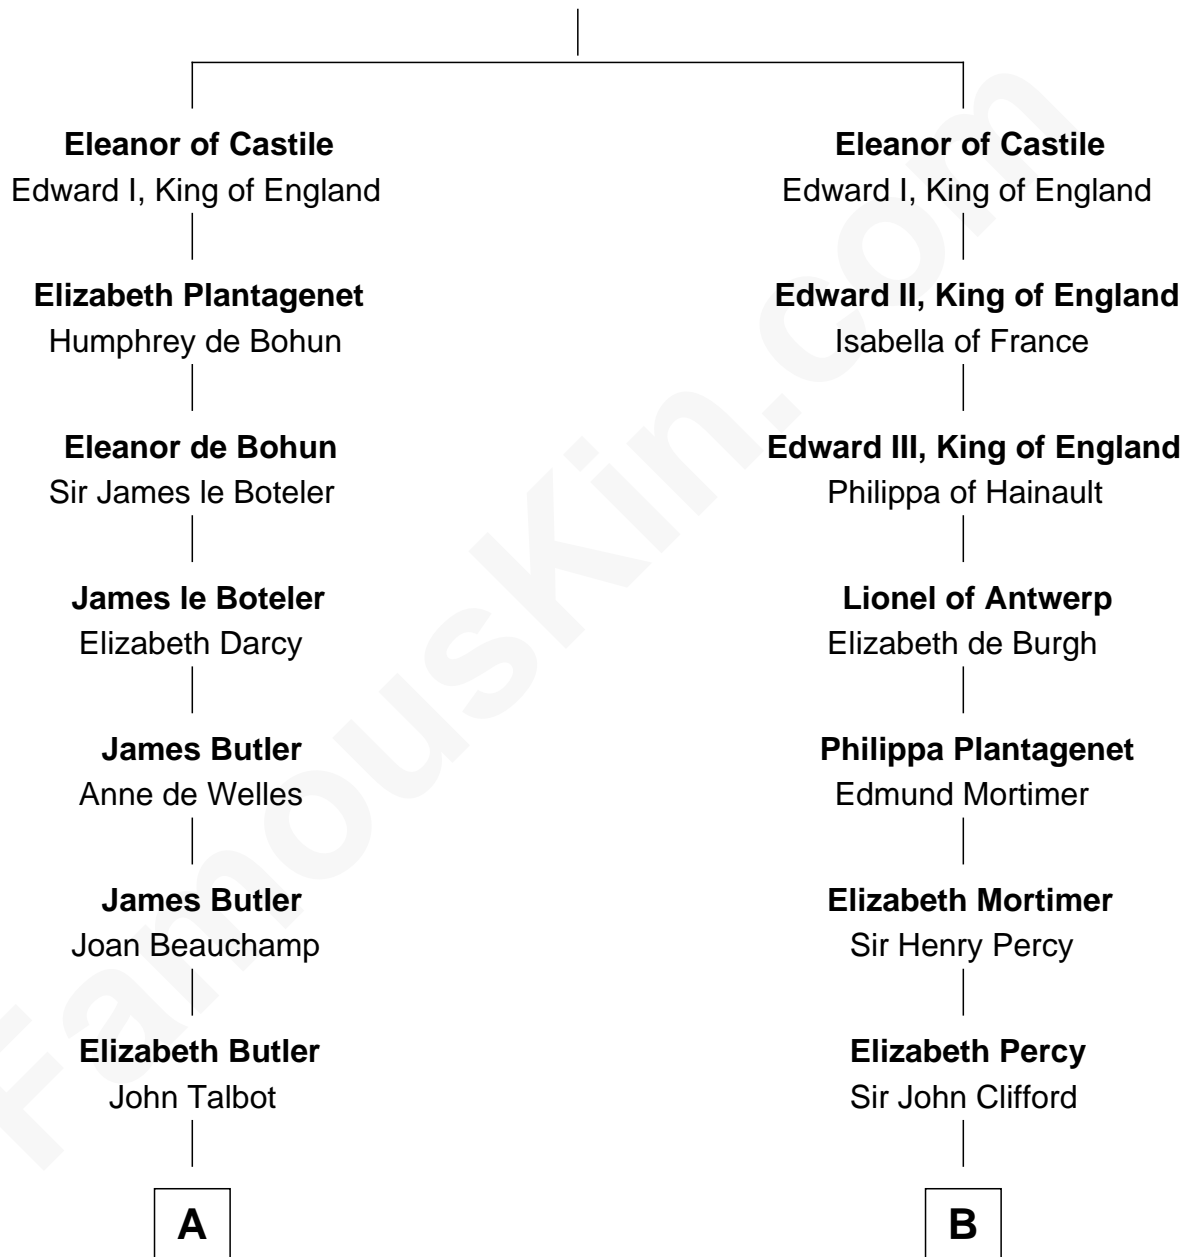 Eleanor of Castile
Edward I, King of England
Elizabeth Plantagenet
Humphrey de Bohun
Eleanor de Bohun
Sir James le Boteler
James le Boteler
Elizabeth Darcy
James Butler
Anne de Welles
James Butler
Joan Beauchamp
Elizabeth Butler
John Talbot
A
Eleanor of Castile
Edward I, King of England
Edward II, King of England
Isabella of France
Edward III, King of England
Philippa of Hainault
Lionel of Antwerp
Elizabeth de Burgh
Philippa Plantagenet
Edmund Mortimer
Elizabeth Mortimer
Sir Henry Percy
Elizabeth Percy
Sir John Clifford
B
FamousKin.com